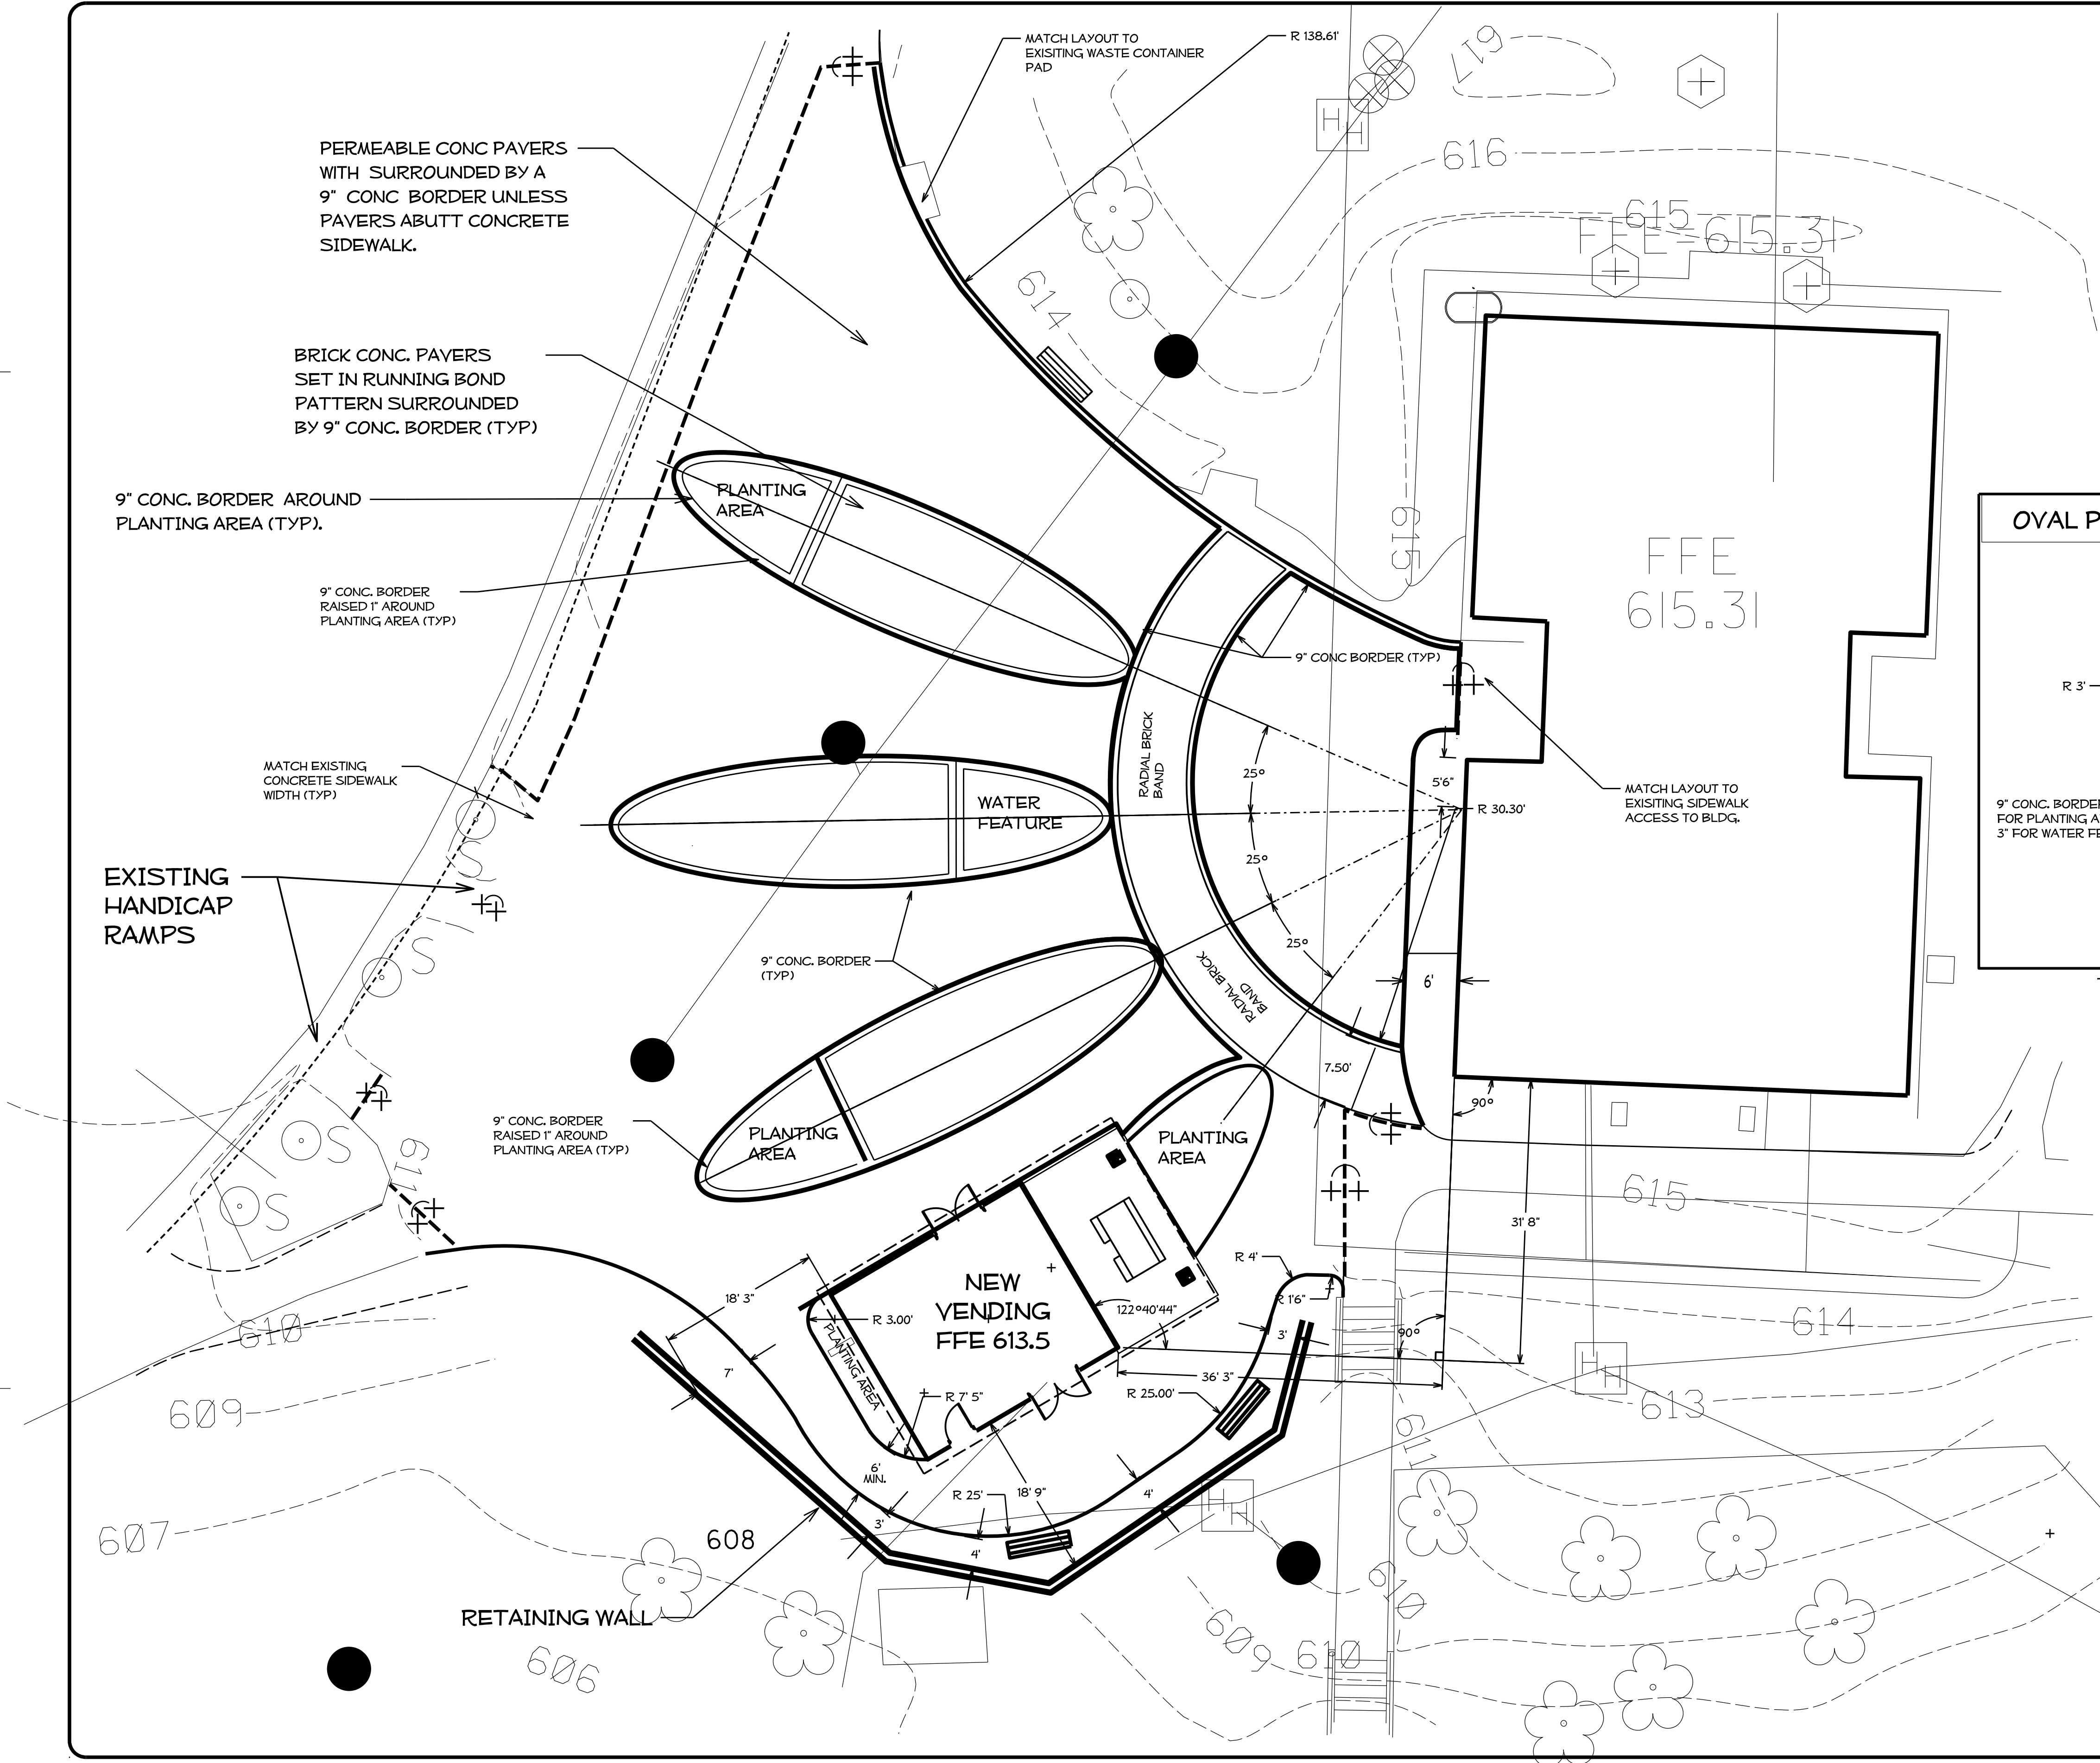 MATCH LAYOUT TO
EXISITING WASTE CONTAINER
PAD
R 138.61'
617
HH
616
615
FFE=615.31
PERMEABLE CONC PAVERS
WITH SURROUNDED BY A
9" CONC BORDER UNLESS
PAVERS ABUTT CONCRETE
SIDEWALK.
614
BRICK CONC. PAVERS
SET IN RUNNING BOND
PATTERN SURROUNDED
BY 9" CONC. BORDER (TYP)
9" CONC. BORDER AROUND
PLANTING AREA (TYP).
PLANTING
AREA
615
FFE
615.31
OVAL P
9" CONC. BORDER
RAISED 1" AROUND
PLANTING AREA (TYP)
9" CONC BORDER (TYP)
R 3'
RADIAL BRICK
BAND
MATCH EXISTING
CONCRETE SIDEWALK
WIDTH (TYP)
25°
5'6"
R 30.30'
MATCH LAYOUT TO
EXISITING SIDEWALK
ACCESS TO BLDG.
9" CONC. BORDER
FOR PLANTING A
3" FOR WATER FE
WATER
FEATURE
25°
S
EXISTING
HANDICAP
RAMPS
25°
S
9" CONC. BORDER
(TYP)
RADIAL BRICK
BAND
6'
7.50'
90°
9" CONC. BORDER
RAISED 1" AROUND
PLANTING AREA (TYP)
PLANTING
AREA
PLANTING
AREA
S
611
S
615
31' 8"
R 4'
18' 3"
NEW
VENDING
FFE 613.5
R 3.00'
122°40'44"
R 1'6"
3'
90°
610
614
PLANTING AREA
7'
36' 3"
R 7' 5"
R 25.00'
HH
613
609
611
6'
MIN.
R 25'
18' 9"
4'
HH
3'
4'
607
608
610
RETAINING WALL
609
610
606